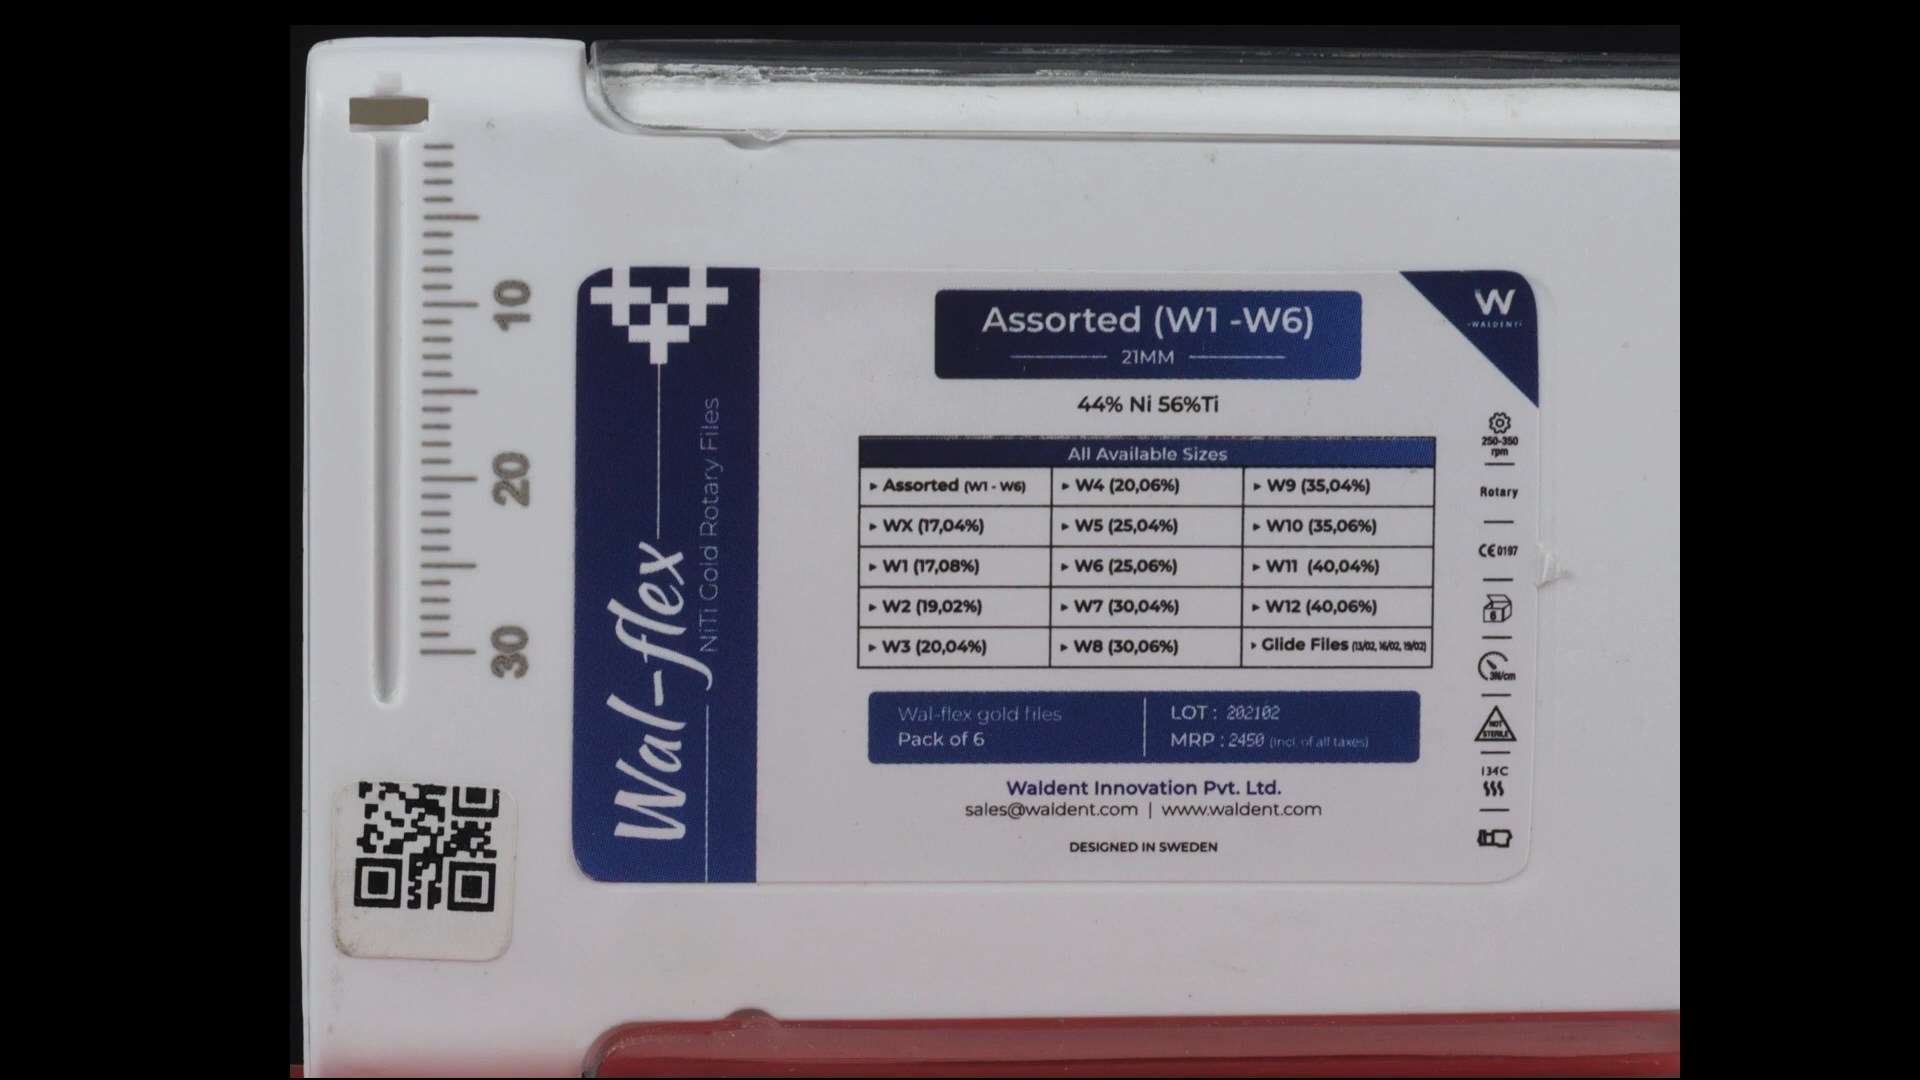 10
20
30
Wal-flex
NiTi Gold Rotary Files
Assorted (W1 -W6)
21MM
44% Ni 56%Ti
All Available Sizes
▸ Assorted (W1 - W6) ▸ W4 (20,06%) ▸ W9 (35,04%)
▸ WX (17,04%) ▸ W5 (25,04%) ▸ W10 (35,06%)
▸ W1 (17,08%) ▸ W6 (25,06%) ▸ W11 (40,04%)
▸ W2 (19,02%) ▸ W7 (30,04%) ▸ W12 (40,06%)
▸ W3 (20,04%) ▸ W8 (30,06%) ▸ Glide Files (13/02, 16/02, 19/02)
Wal-flex gold files
Pack of 6
LOT : 202102
MRP : 2450 (Incl. of all taxes)
Waldent Innovation Pvt. Ltd.
sales@waldent.com | www.waldent.com
DESIGNED IN SWEDEN
W
·WALDENT·
250-350
rpm
Rotary
CE 0197
6
3N/cm
NOT
STERILE
134C